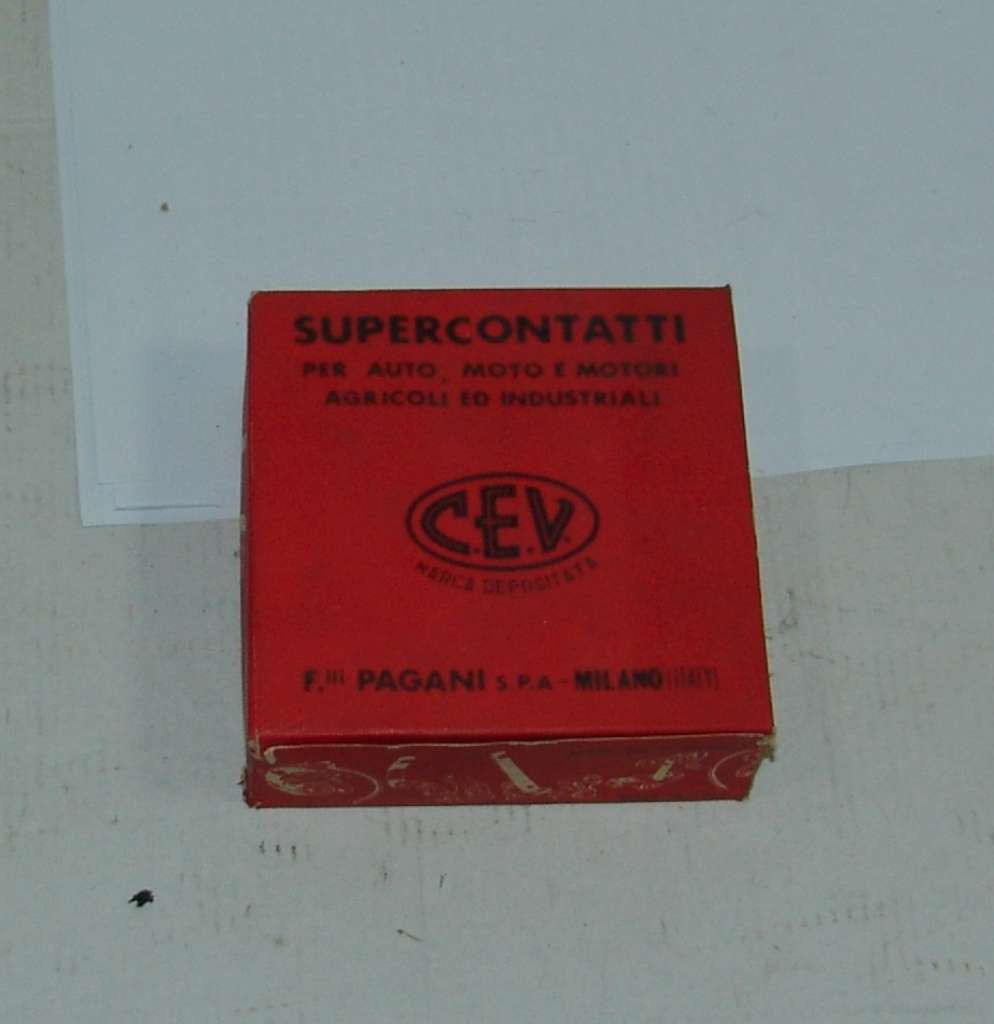 SUPERCONTATTI
PER AUTO, MOTO E MOTORI
AGRICOLI ED INDUSTRIALI
C.E.V.
MARCA DEPOSITATA
F.lli PAGANI S.P.A - MILANO (ITALY)